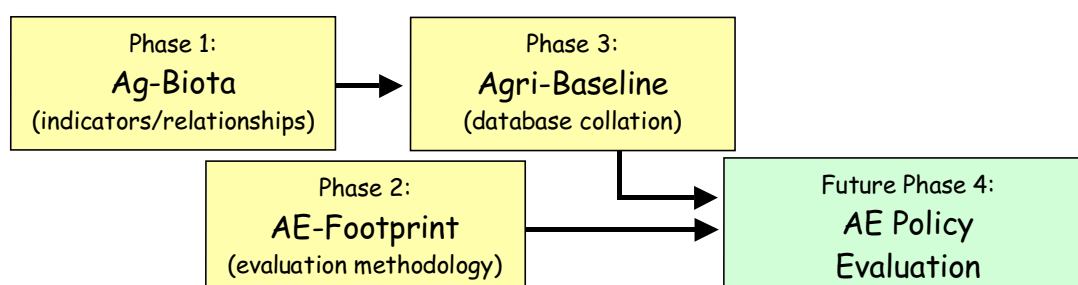 Phase 1:
Ag-Biota
(indicators/relationships)
Phase 3:
Agri-Baseline
(database collation)
Phase 2:
AE-Footprint
(evaluation methodology)
Future Phase 4:
AE Policy
Evaluation